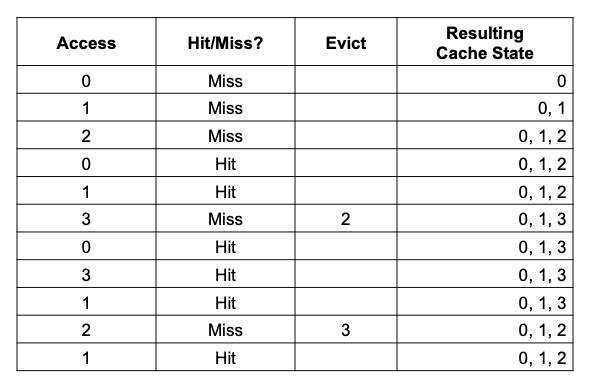 Access Hit/Miss? Evict Resulting
Cache State
0 Miss 0
1 Miss 0, 1
2 Miss 0, 1, 2
0 Hit 0, 1, 2
1 Hit 0, 1, 2
3 Miss 2 0, 1, 3
0 Hit 0, 1, 3
3 Hit 0, 1, 3
1 Hit 0, 1, 3
2 Miss 3 0, 1, 2
1 Hit 0, 1, 2